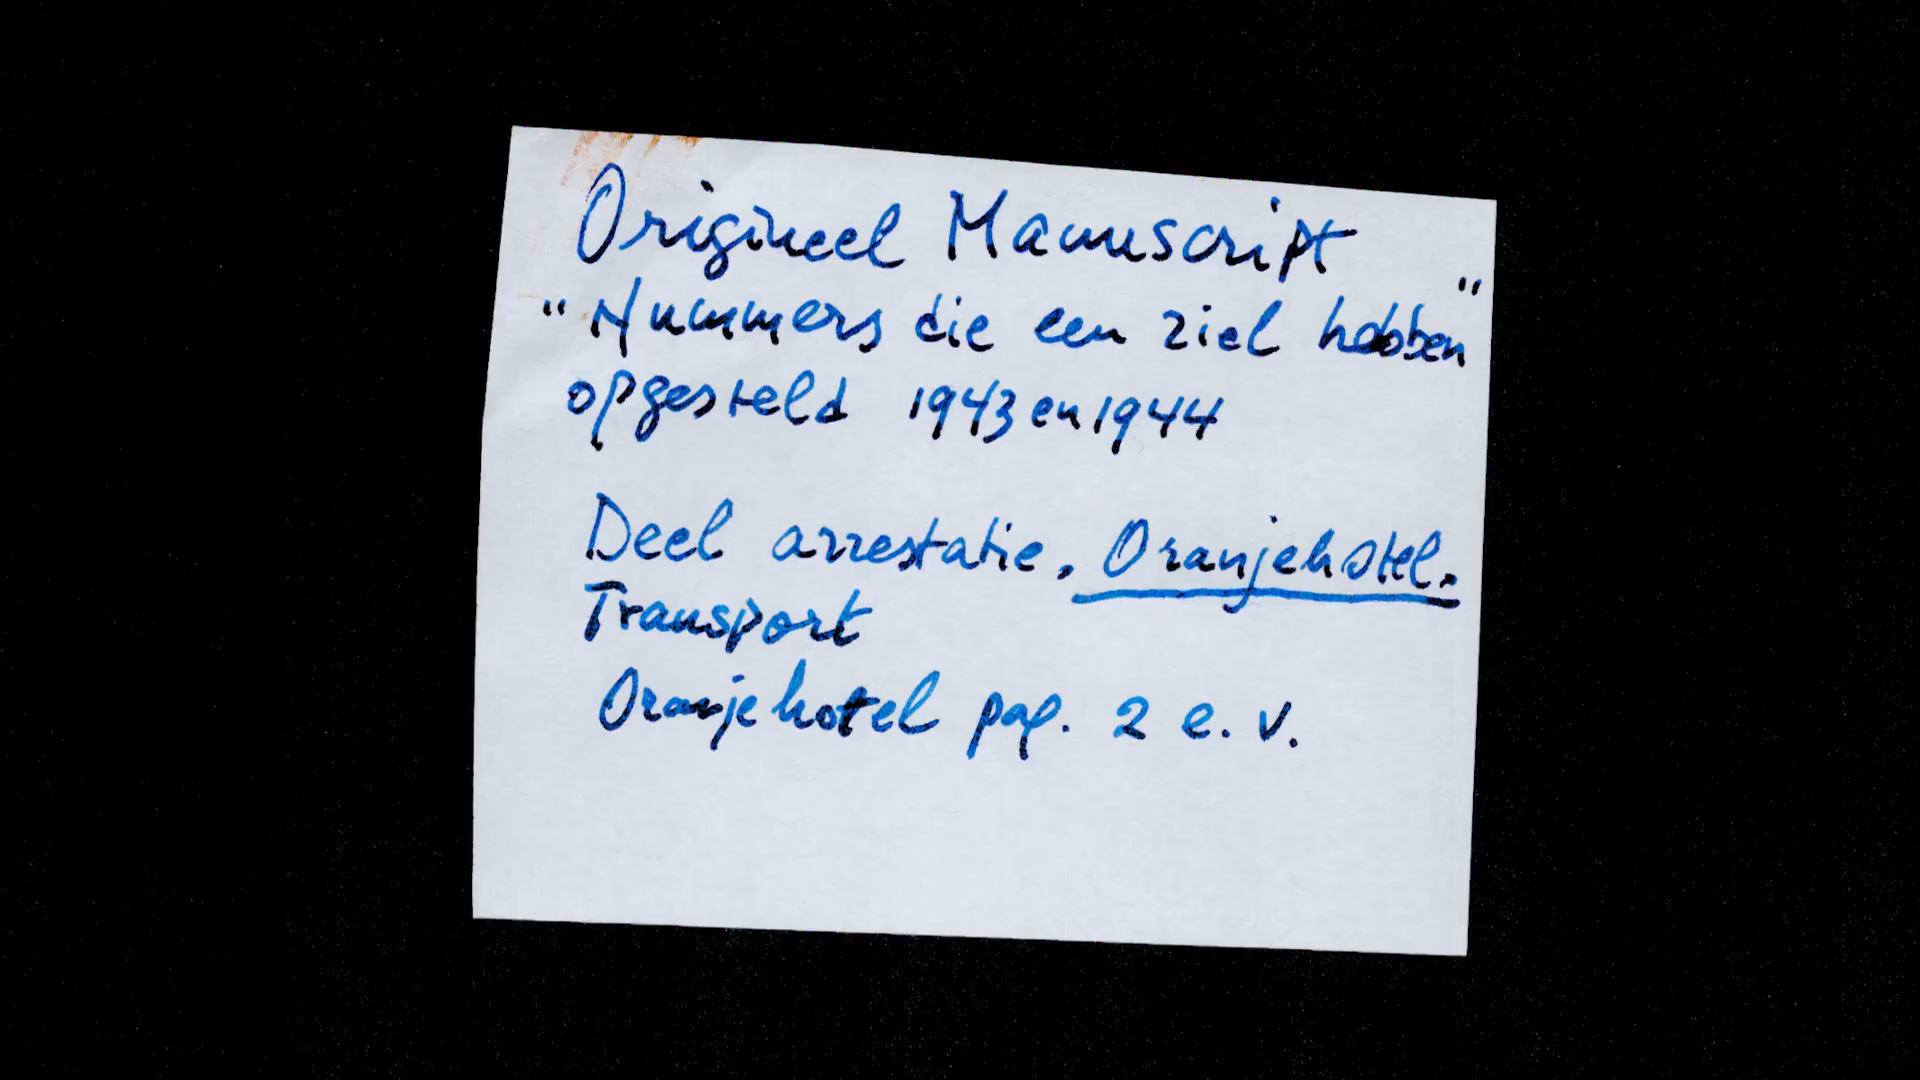 Origineel Manuscript
"Nummers die een ziel hebben"
opgesteld 1943 en 1944
Deel arrestatie, Oranjehotel.
Transport
Oranjehotel pag. 2 e.v.